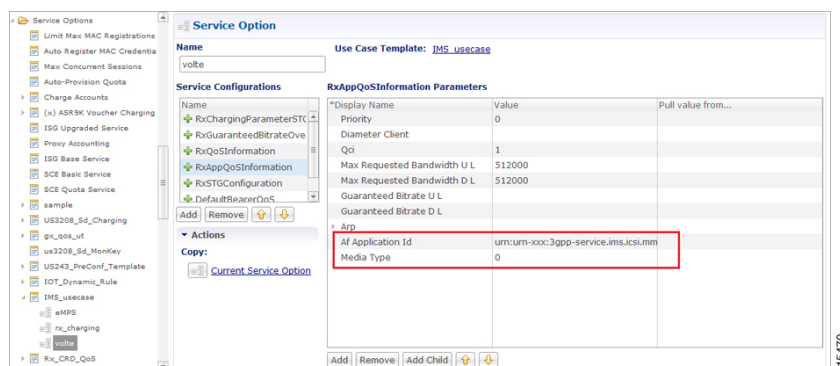 Service Options
Limit Max MAC Registrations
Auto Register MAC Credentia
Max Concurrent Sessions
Auto-Provision Quota
Charge Accounts
(x) ASR9K Voucher Charging
ISG Upgraded Service
Proxy Accounting
ISG Base Service
SCE Basic Service
SCE Quota Service
sample
US3208_Sd_Charging
gx_qos_ut
us3208_Sd_MonKey
US243_PreConf_Template
IOT_Dynamic_Rule
IMS_usecase
eMPS
rx_charging
volte
Rx_CRD_QoS
Service Option
Name
volte
Use Case Template: IMS_usecase
Service Configurations
Name
RxChargingParameterSTG
RxGuaranteedBitrateOve
RxQoSInformation
RxAppQoSInformation
RxSTGConfiguration
DefaultBearerQoS
Add Remove
Actions
Copy:
Current Service Option
RxAppQoSInformation Parameters
*Display Name Value Pull value from...
Priority 0
Diameter Client
Qci 1
Max Requested Bandwidth U L 512000
Max Requested Bandwidth D L 512000
Guaranteed Bitrate U L
Guaranteed Bitrate D L
Arp
Af Application Id urn:urn-xxx:3gpp-service.ims.icsi.mm
Media Type 0
Add Remove Add Child